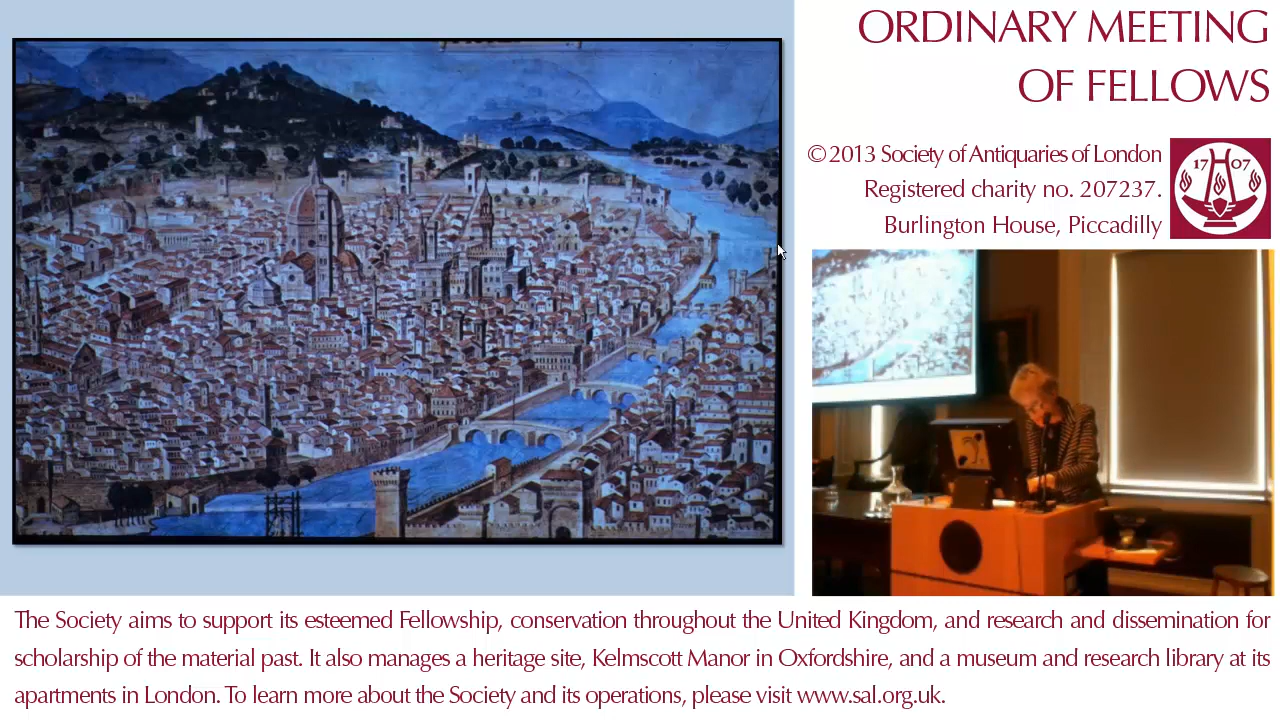 ORDINARY MEETING
OF FELLOWS
© 2013 Society of Antiquaries of London
Registered charity no. 207237.
Burlington House, Piccadilly
17 07
The Society aims to support its esteemed Fellowship, conservation throughout the United Kingdom, and research and dissemination for
scholarship of the material past. It also manages a heritage site, Kelmscott Manor in Oxfordshire, and a museum and research library at its
apartments in London. To learn more about the Society and its operations, please visit www.sal.org.uk.